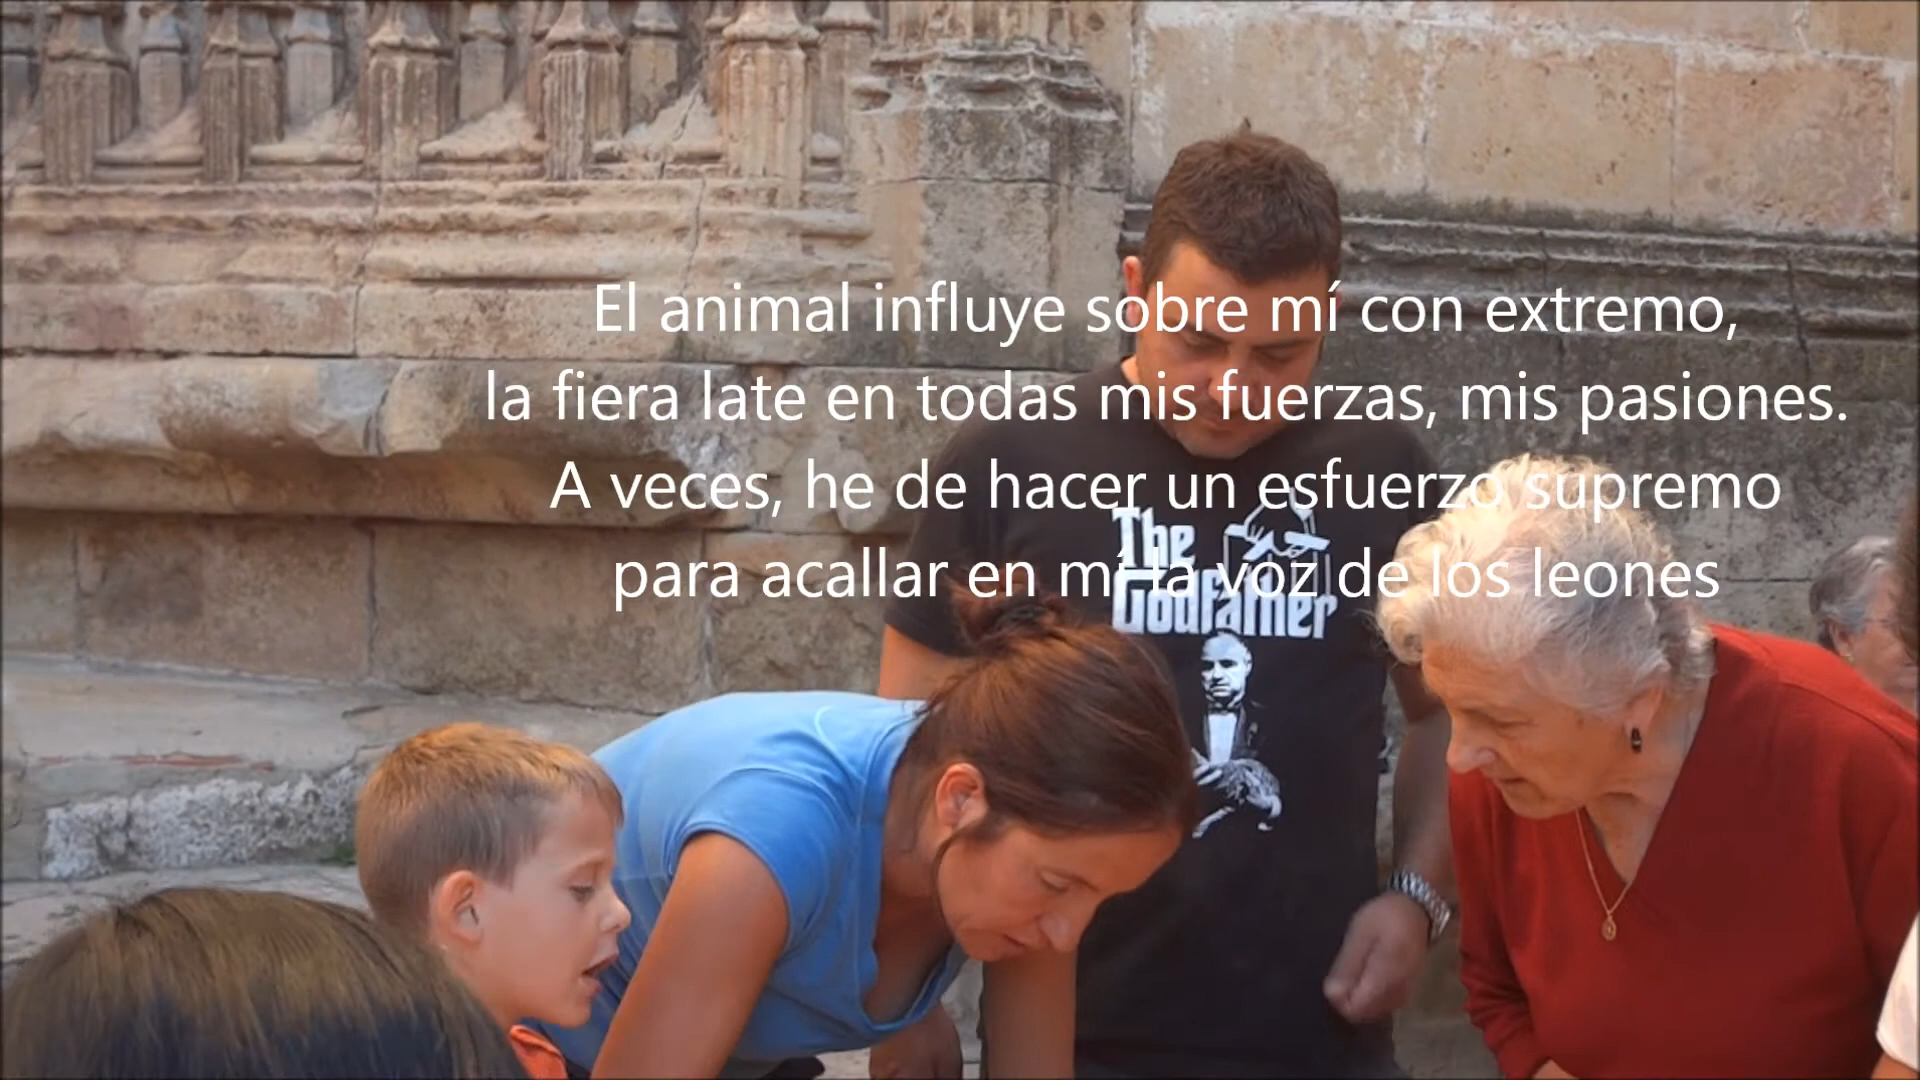 El animal influye sobre mí con extremo,
la fiera late en todas mis fuerzas, mis pasiones.
A veces, he de hacer un esfuerzo supremo
para acallar en mí la voz de los leones
The
Godfather